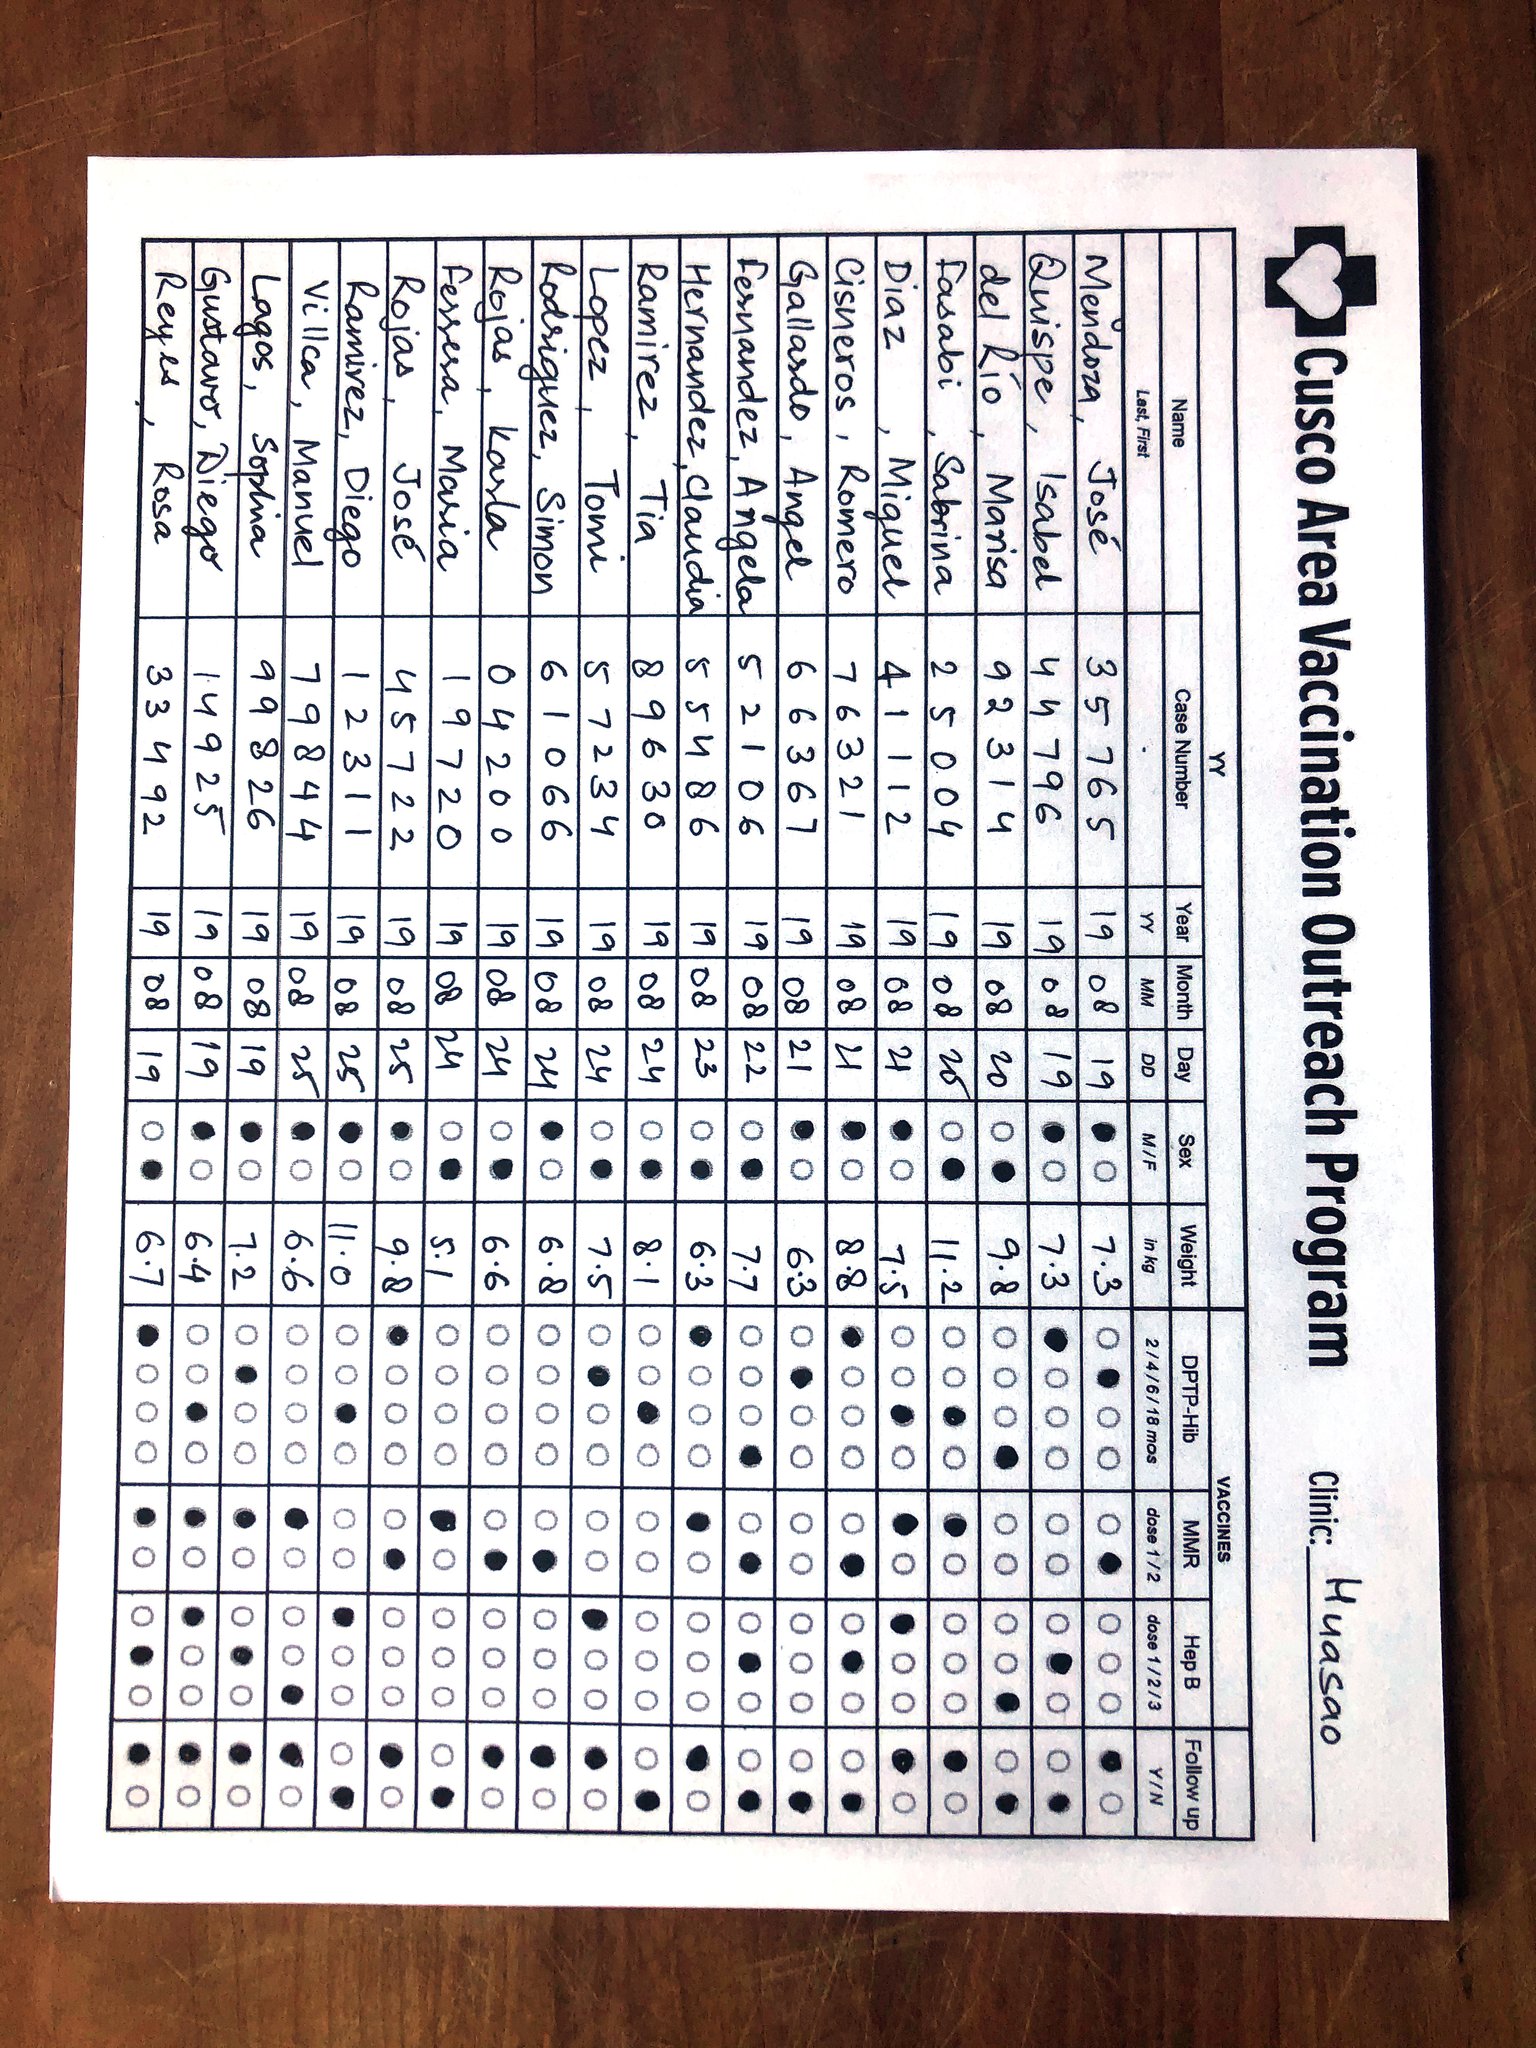 Cusco Area Vaccination Outreach Program Clinic: Huasao
YY VACCINES
Name Case Number Year Month Day Sex Weight DPTP-Hib MMR Hep B Follow up
Last, First YY MM DD M/F in kg 2/4/6/18 mos dose 1/2 dose 1/2/3 Y/N
Mendoza, José 35765 19 08 19 7.3
Quispe, Isabel 44796 19 08 19 7.3
del Río, Marisa 92314 19 08 20 9.8
Fasabi, Sabrina 25004 19 08 20 11.2
Diaz, Miguel 41112 19 08 21 7.5
Cisneros, Romero 76321 19 08 21 8.8
Gallardo, Angel 66367 19 08 21 6.3
Fernandez, Angela 52106 19 08 22 7.7
Hernandez, Claudia 55486 19 08 23 6.3
Ramirez, Tia 89630 19 08 24 8.1
Lopez, Tomi 57234 19 08 24 7.5
Rodriguez, Simon 61066 19 08 24 6.8
Rojas, Karla 04200 19 08 24 6.6
Ferrera, Maria 19720 19 08 24 5.1
Rojas, José 45722 19 08 25 9.8
Ramirez, Diego 12311 19 08 25 11.0
Villca, Manuel 79844 19 08 25 6.6
Lagos, Sophia 99826 19 08 19 7.2
Gustavo, Diego 14925 19 08 19 6.4
Reyes, Rosa 33492 19 08 19 6.7